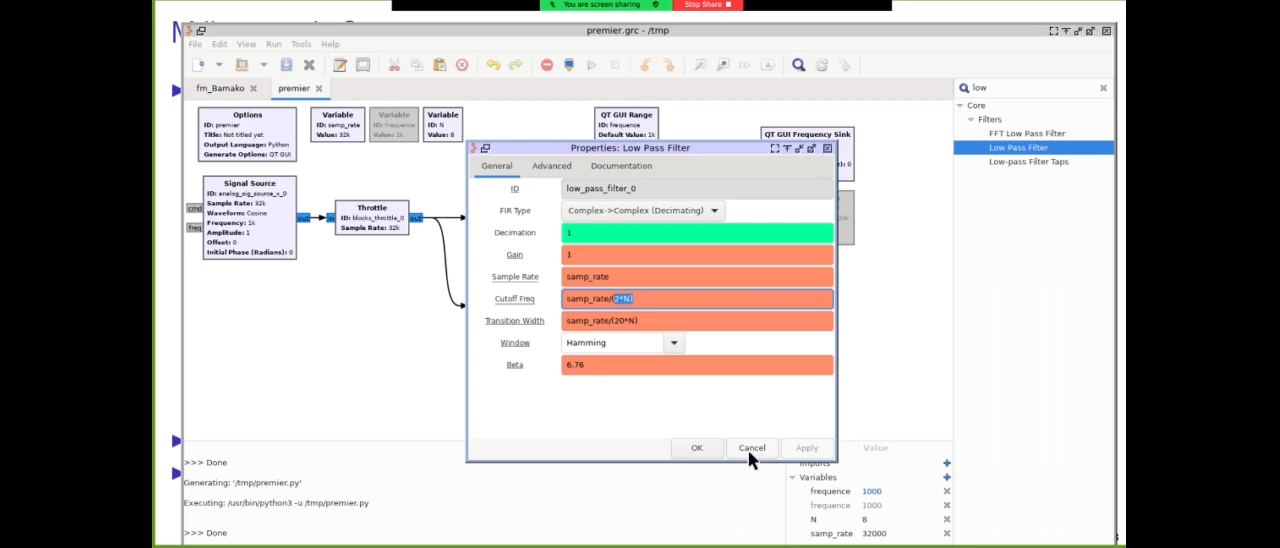 You are screen sharing
Stop Share
premier.grc - /tmp
File Edit View Run Tools Help
fm_Bamako
premier
low
Core
Filters
FFT Low Pass Filter
Low Pass Filter
Low-pass Filter Taps
Options
ID: premier
Title: Not titled yet
Output Language: Python
Generate Options: QT GUI
Variable
ID: samp_rate
Value: 32k
Variable
ID: frequence
Value: 1k
Variable
ID: N
Value: 8
QT GUI Range
ID: frequence
Default Value: 1k
QT GUI Frequency Sink
Signal Source
ID: analog_sig_source_x_0
Sample Rate: 32k
Waveform: Cosine
Frequency: 1k
Amplitude: 1
Offset: 0
Initial Phase (Radians): 0
cmd
freq
out
in
Throttle
ID: blocks_throttle_0
Sample Rate: 32k
out
Properties: Low Pass Filter
General Advanced Documentation
ID low_pass_filter_0
FIR Type Complex->Complex (Decimating)
Decimation 1
Gain 1
Sample Rate samp_rate
Cutoff Freq samp_rate/(2*N)
Transition Width samp_rate/(20*N)
Window Hamming
Beta 6.76
OK Cancel Apply
>>> Done
Generating: '/tmp/premier.py'
Executing: /usr/bin/python3 -u /tmp/premier.py
>>> Done
Value
Imports
Variables
frequence 1000
frequence 1000
N 8
samp_rate 32000